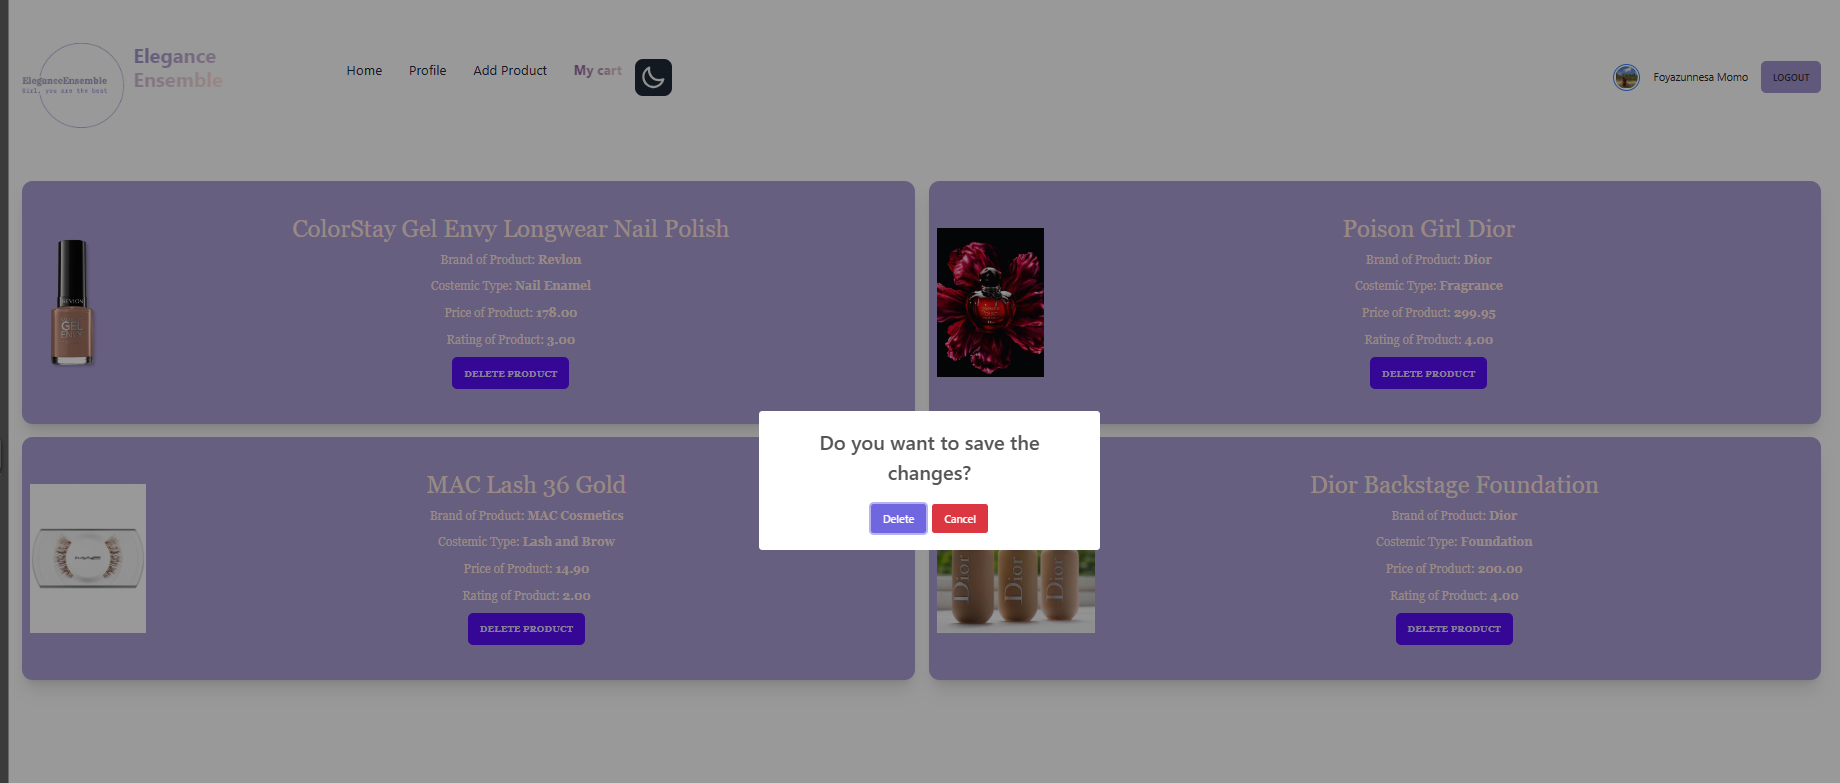 EleganceEnsemble
Girl, you are the best
Elegance
Ensemble
Home
Profile
Add Product
My cart
Foyazunnesa Momo
LOGOUT
ColorStay Gel Envy Longwear Nail Polish
Brand of Product: Revlon
Costemic Type: Nail Enamel
Price of Product: 178.00
Rating of Product: 3.00
DELETE PRODUCT
REVLON
GEL
ENVY
Poison Girl Dior
Brand of Product: Dior
Costemic Type: Fragrance
Price of Product: 299.95
Rating of Product: 4.00
DELETE PRODUCT
Do you want to save the
changes?
Delete
Cancel
MAC Lash 36 Gold
Brand of Product: MAC Cosmetics
Costemic Type: Lash and Brow
Price of Product: 14.90
Rating of Product: 2.00
DELETE PRODUCT
MAC
Dior Backstage Foundation
Brand of Product: Dior
Costemic Type: Foundation
Price of Product: 200.00
Rating of Product: 4.00
DELETE PRODUCT
Dior
Dior
Dior